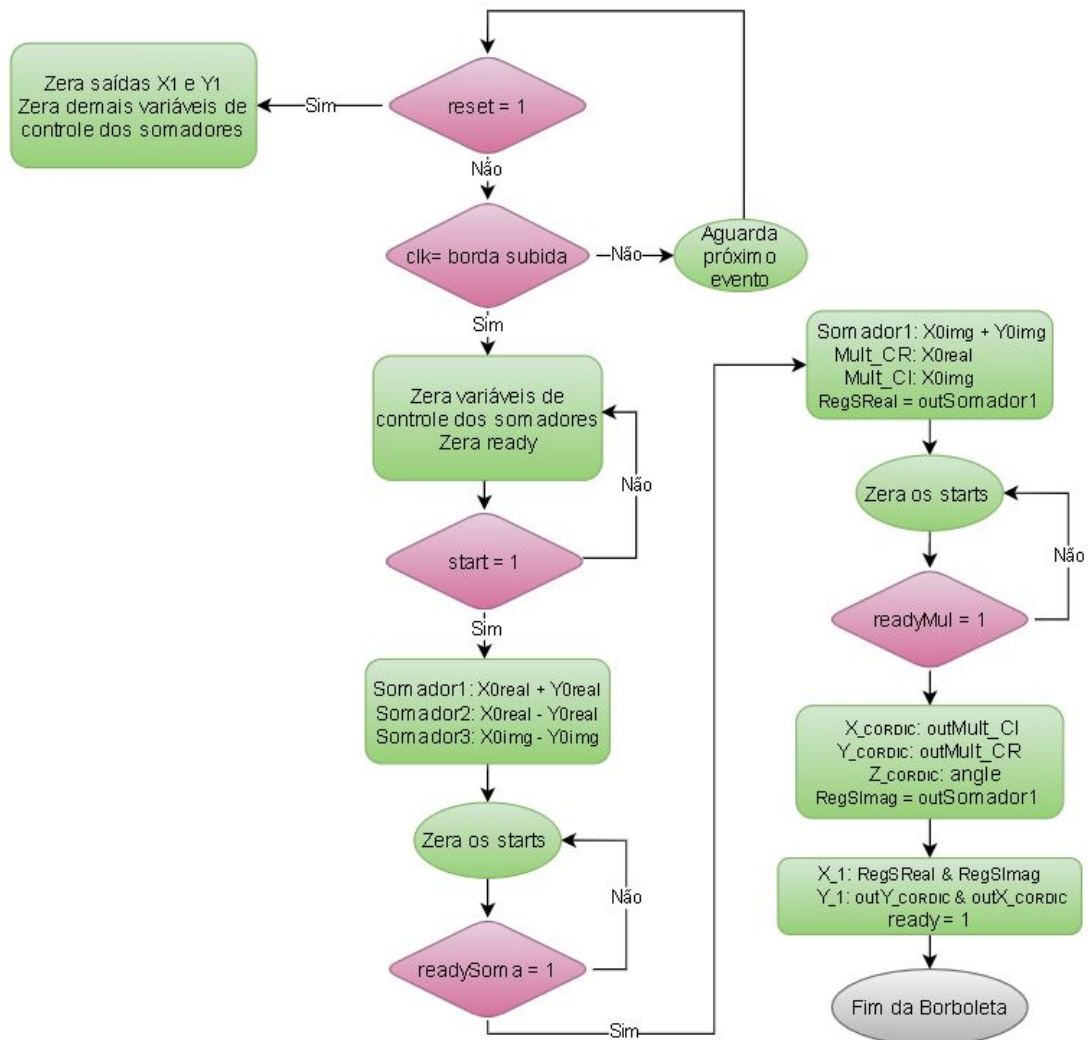 Zera saídas X1 e Y1
Zera demais variáveis de
controle dos somadores
Sim
reset = 1
Não
clk= borda subida
Não
Aguarda
próximo
evento
Sim
Zera variáveis de
controle dos somadores
Zera ready
Não
start = 1
Sim
Somador1: X0real + Y0real
Somador2: X0real - Y0real
Somador3: X0img - Y0img
Zera os starts
Não
readySoma = 1
Sim
Somador1: X0img + Y0img
Mult_CR: X0real
Mult_CI: X0img
RegSReal = outSomador1
Zera os starts
Não
readyMul = 1
X_CORDIC: outMult_CI
Y_CORDIC: outMult_CR
Z_CORDIC: angle
RegSImag = outSomador1
X_1: RegSReal & RegSImag
Y_1: outY_CORDIC & outX_CORDIC
ready = 1
Fim da Borboleta